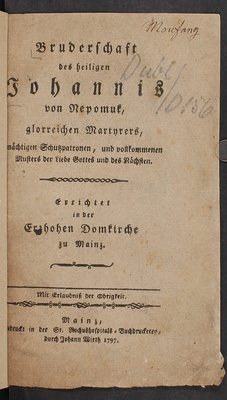 Moufang
Bruderschaft
des heiligen
Johannis
von Nepomuk,
glorreichen Martyrers,
mächtigen Schutzpatronen, und vollkommenen
Musters der Liebe Gottes und des Nächsten.
Errichtet
in der
Erzhohen Domkirche
zu Mainz.
Mit Erlaubniß der Obrigkeit.
Mainz,
druckt in der St. Rochushospitals-Buchdruckerey,
durch Johann Wirth 1797.